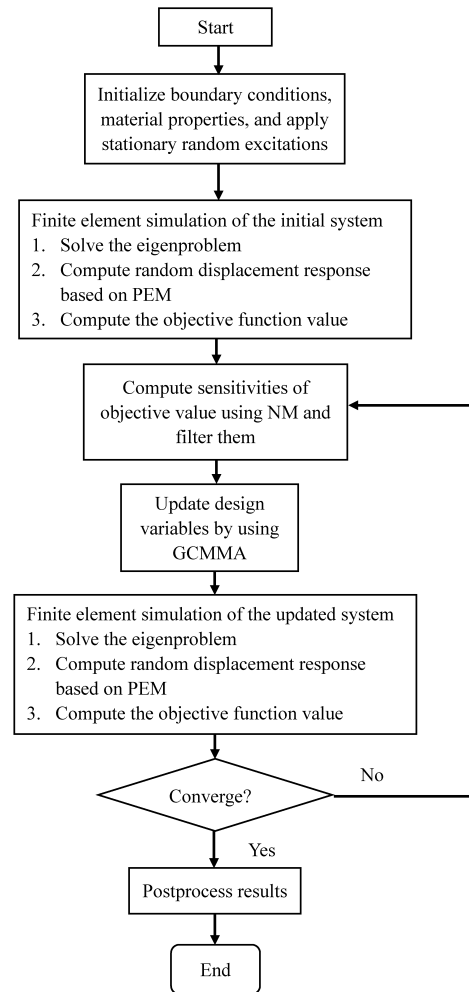 Start
Initialize boundary conditions,
material properties, and apply
stationary random excitations
Finite element simulation of the initial system
1. Solve the eigenproblem
2. Compute random displacement response
based on PEM
3. Compute the objective function value
Compute sensitivities of
objective value using NM and
filter them
Update design
variables by using
GCMMA
Finite element simulation of the updated system
1. Solve the eigenproblem
2. Compute random displacement response
based on PEM
3. Compute the objective function value
No
Converge?
Yes
Postprocess results
End